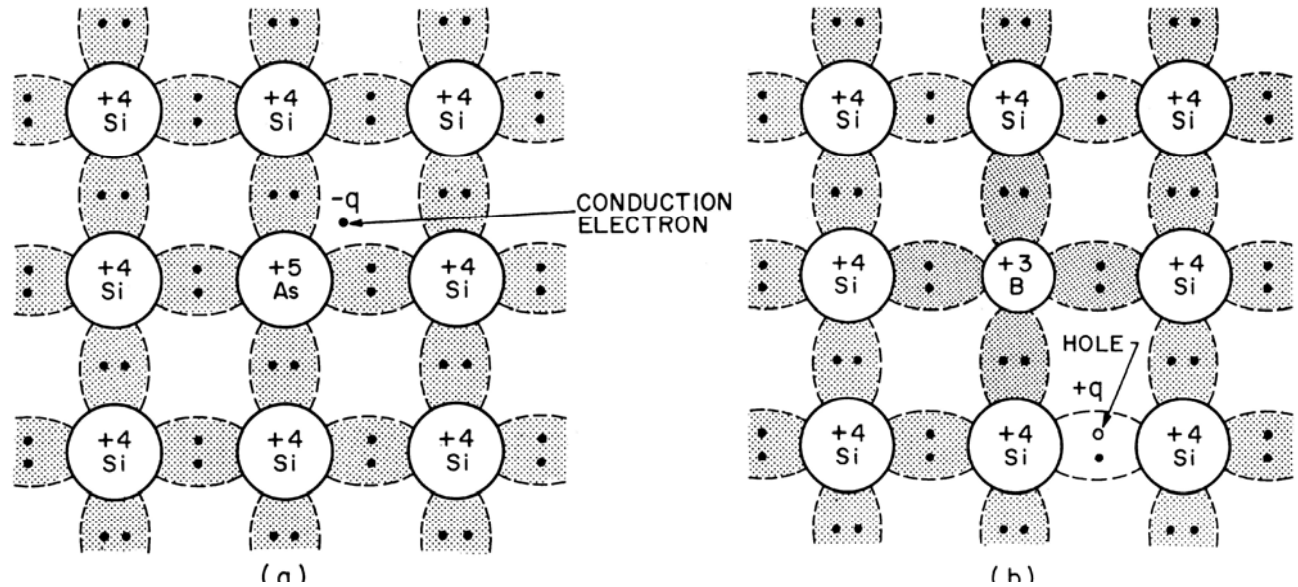 +4 +4 +4
Si Si Si
-q
CONDUCTION
ELECTRON
+4 +5 +4
Si As Si
+4 +4 +4
Si Si Si
(a)
+4 +4 +4
Si Si Si
+4 +3 +4
Si B Si
HOLE
+q
+4 +4 +4
Si Si Si
(b)